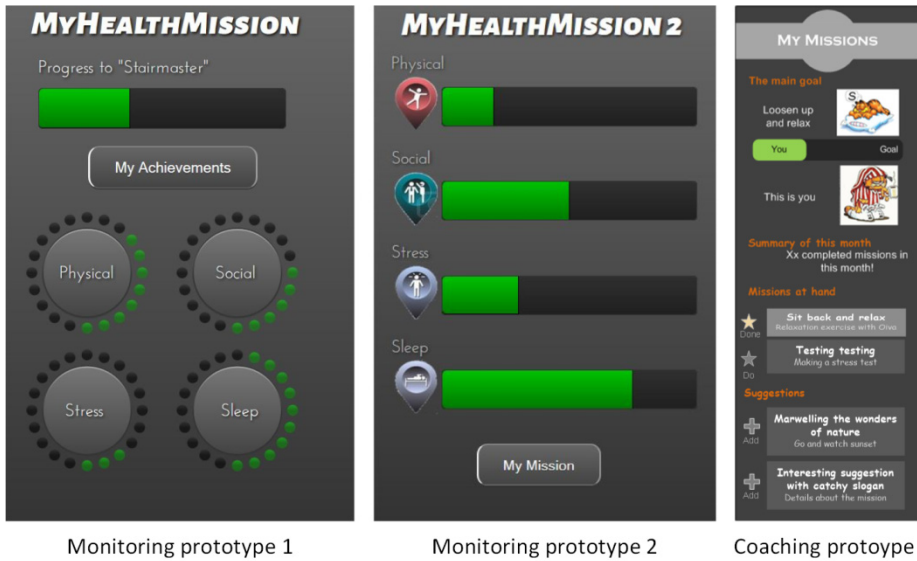 MYHEALTHMISSION
Progress to "Stairmaster"
My Achievements
Physical
Social
Stress
Sleep
MYHEALTHMISSION 2
Physical
Social
Stress
Sleep
My Mission
MY MISSIONS
The main goal
S
Loosen up
and relax
You
Goal
This is you
Summary of this month
Xx completed missions in
this month!
Missions at hand
Sit back and relax
Relaxation exercise with Oiva
Done
Testing testing
Making a stress test
Do
Suggestions
Marwelling the wonders
of nature
Go and watch sunset
Add
Interesting suggestion
with catchy slogan
Details about the mission
Add
Monitoring prototype 1
Monitoring prototype 2
Coaching protoype